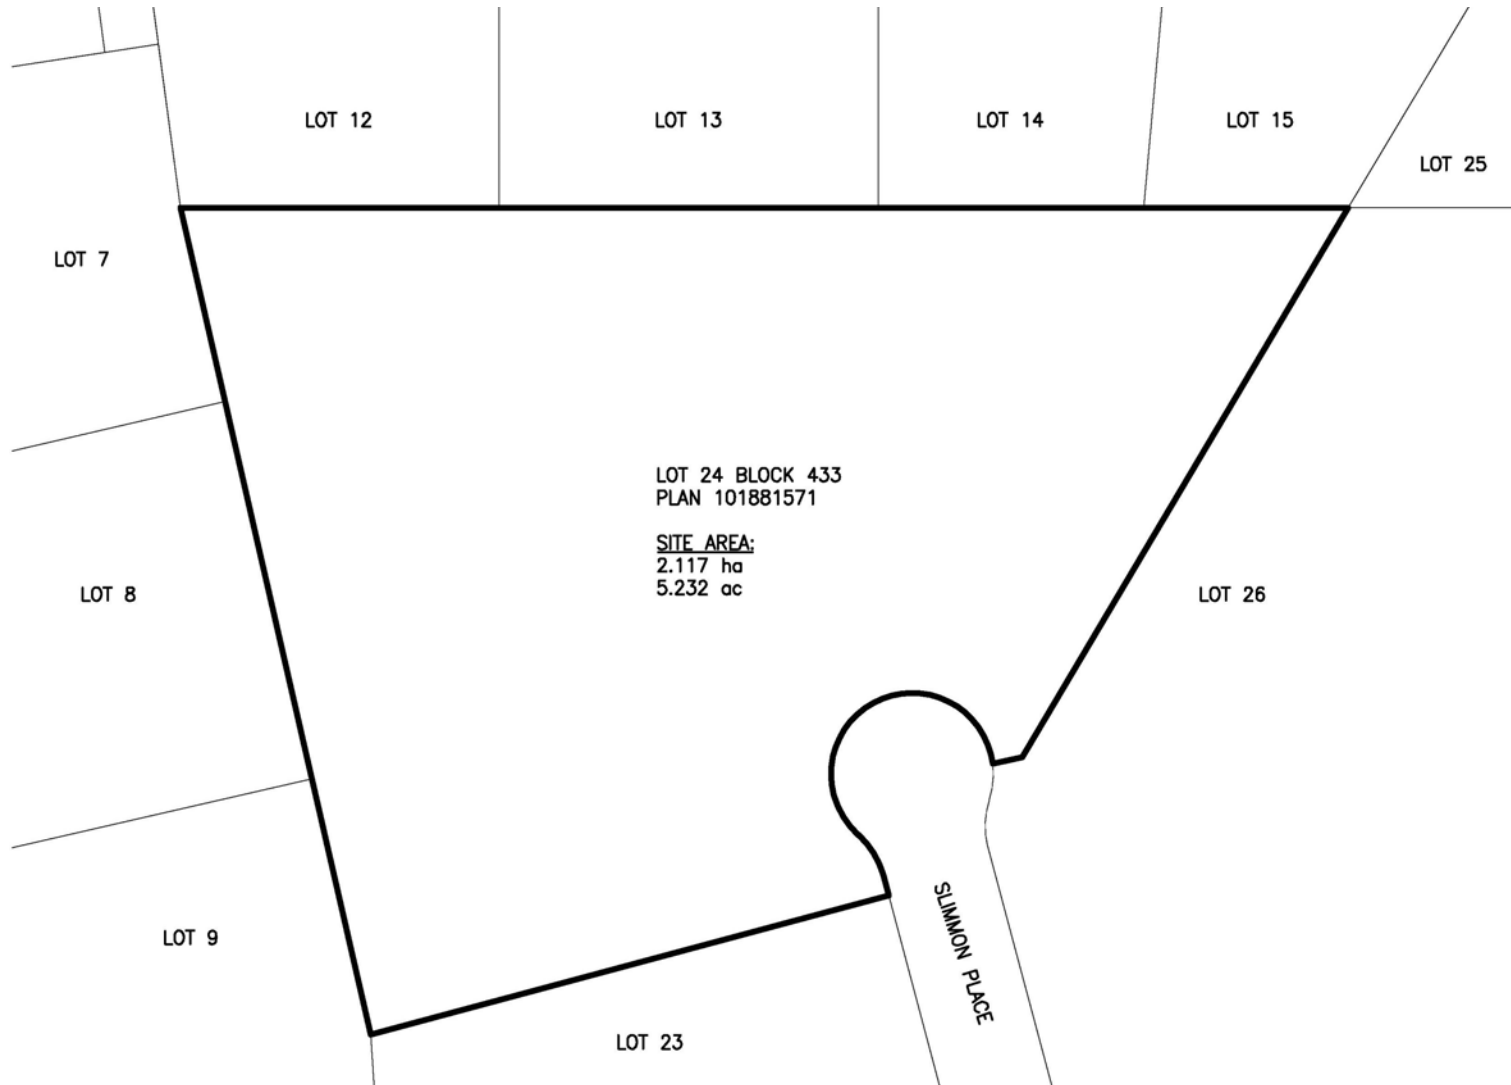 LOT 12
LOT 13
LOT 14
LOT 15
LOT 25
LOT 7
LOT 24 BLOCK 433
PLAN 101881571
SITE AREA:
2.117 ha
5.232 ac
LOT 8
LOT 26
LOT 9
SLIMMON PLACE
LOT 23